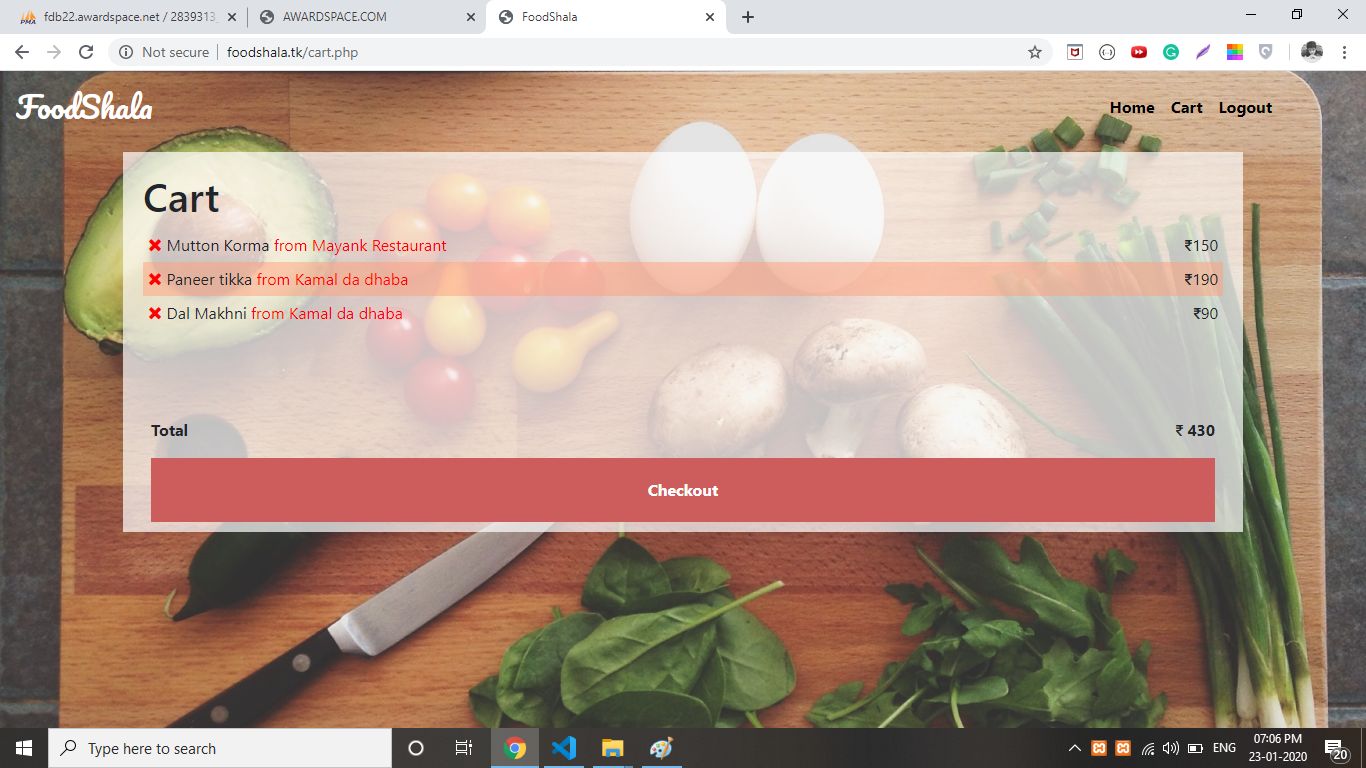 fdb22.awardspace.net / 2839313_
AWARDSPACE.COM
FoodShala
Not secure
foodshala.tk/cart.php
FoodShala
Home Cart Logout
Cart
Mutton Korma from Mayank Restaurant ₹150
Paneer tikka from Kamal da dhaba ₹190
Dal Makhni from Kamal da dhaba ₹90
Total ₹ 430
Checkout
Type here to search
ENG
07:06 PM
23-01-2020
20